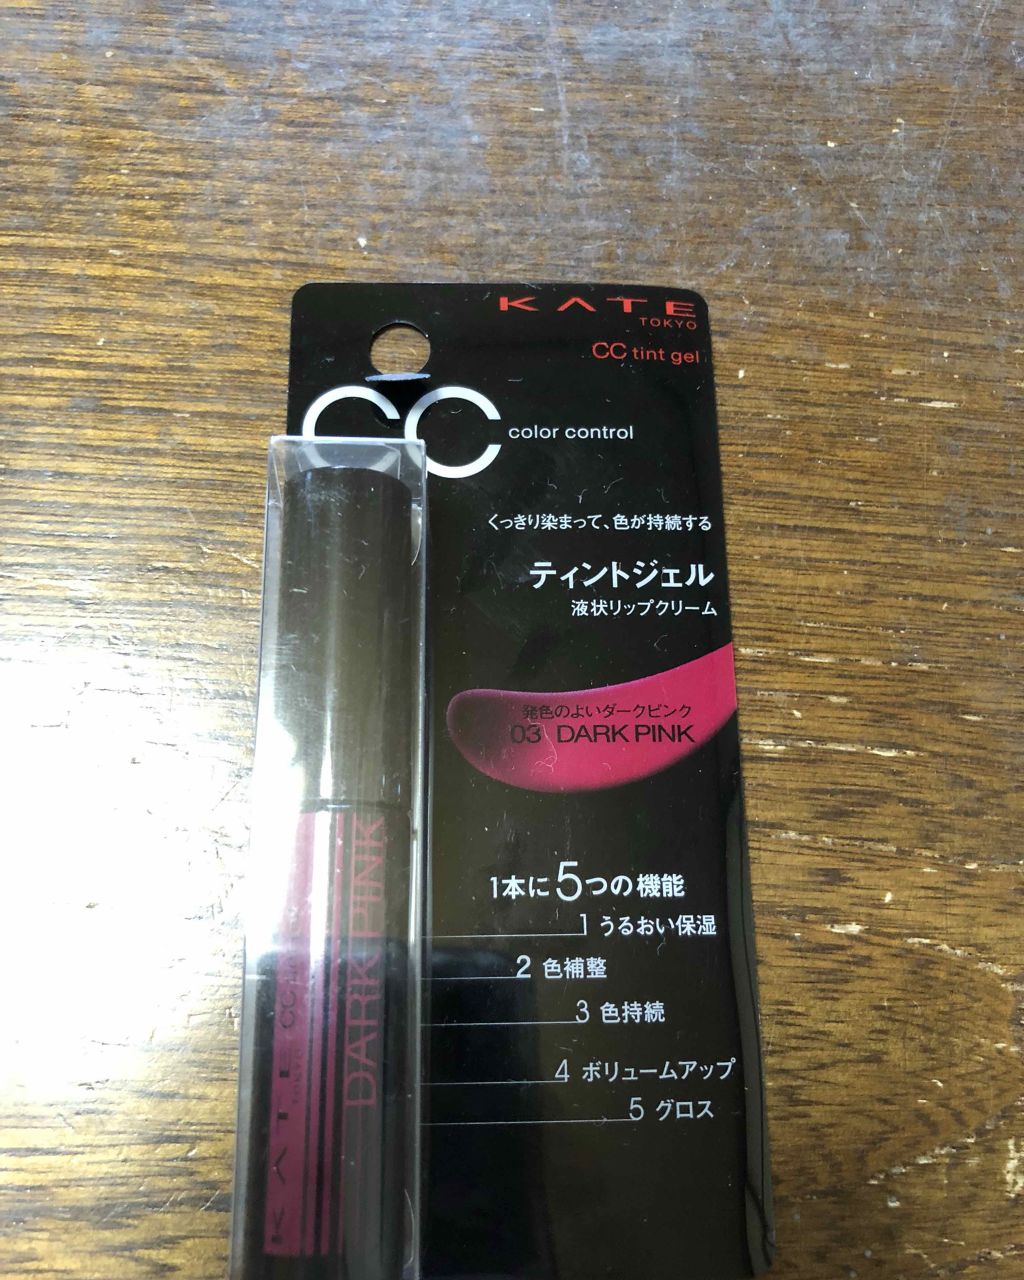 KATE
TOKYO
CC tint gel
CC color control
くっきり染まって、色が持続する
ティントジェル
液状リップクリーム
発色のよいダークピンク
03 DARK PINK
1本に5つの機能
1 うるおい保湿
2 色補整
3 色持続
4 ボリュームアップ
5 グロス
DARK PINK
KATE
TOKYO
CC